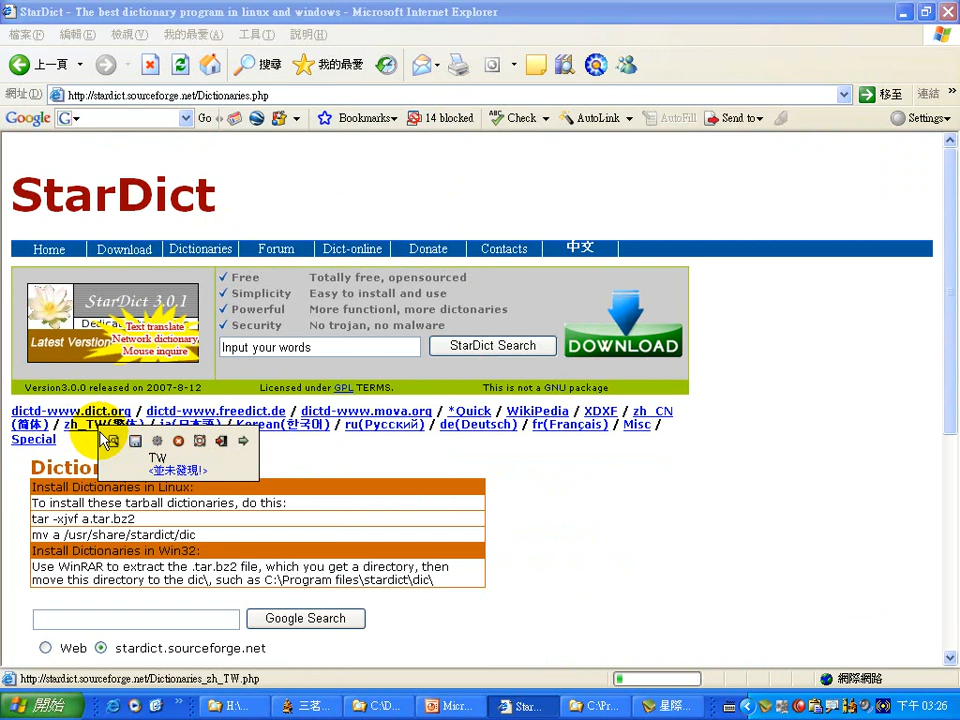 StarDict - The best dictionary program in linux and windows - Microsoft Internet Explorer
檔案(F) 編輯(E) 檢視(V) 我的最愛(A) 工具(T) 說明(H)
上一頁 搜尋 我的最愛
網址(D) http://stardict.sourceforge.net/Dictionaries.php 移至 連結 »
Google G Go Bookmarks 14 blocked Check AutoLink AutoFill Send to Settings
StarDict
Home Download Dictionaries Forum Dict-online Donate Contacts 中文
✓ Free Totally free, opensourced
✓ Simplicity Easy to install and use
✓ Powerful More functionl, more dictonaries
✓ Security No trojan, no malware
StarDict 3.0.1
Text translate
Network dictionary,
Mouse inquire
Latest Version
Input your words StarDict Search DOWNLOAD
Version3.0.0 released on 2007-8-12 Licensed under GPL TERMS. This is not a GNU package
dictd-www.dict.org / dictd-www.freedict.de / dictd-www.mova.org / *Quick / WikiPedia / XDXF / zh_CN
(简体) / zh_TW(繁体) / ja(日本語) / Korean(한국어) / ru(Русский) / de(Deutsch) / fr(Français) / Misc /
Special
TW
<並未發現!>
Install Dictionaries in Linux:
To install these tarball dictionaries, do this:
tar -xjvf a.tar.bz2
mv a /usr/share/stardict/dic
Install Dictionaries in Win32:
Use WinRAR to extract the .tar.bz2 file, which you get a directory, then
move this directory to the dic\, such as C:\Program files\stardict\dic\
Google Search
Web stardict.sourceforge.net
http://stardict.sourceforge.net/Dictionaries_zh_TW.php 網際網路
開始 » H:\... 三茗... C:\D... Micr... Star... C:\Pr... 星際... 下午 03:26